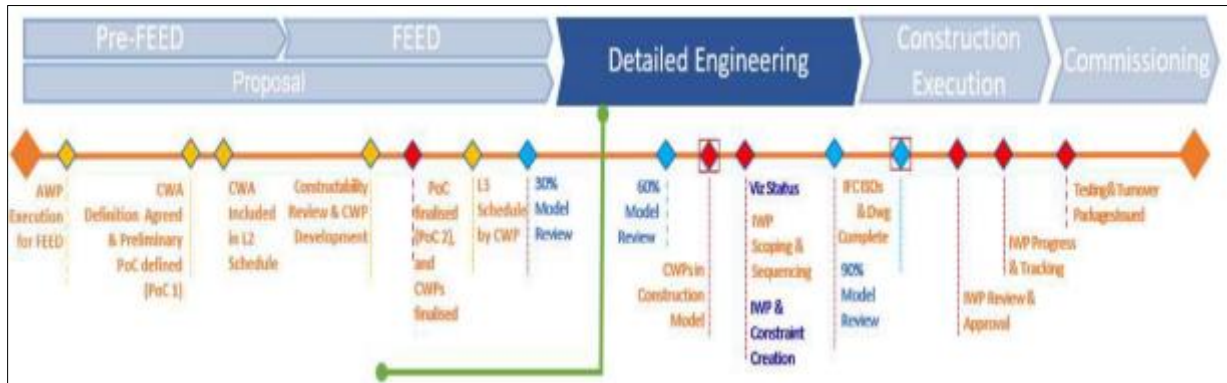 Pre-FEED
FEED
Proposal
Detailed Engineering
Construction
Execution
Commissioning
AWP
Execution
for FEED
CWA
Definition Agreed
& Preliminary
PoC defined
(PoC 1)
CWA
Included
in L2
Schedule
Constructability
Review & CWP
Development
PoC
finalised
(PoC 2),
and
CWPs
finalised
L3
Schedule
by CWP
30%
Model
Review
60%
Model
Review
CWPs in
Construction
Model
Viz Status
IWP
Scoping &
Sequencing
IWP &
Constraint
Creation
IFC ISOs
& Dwg
Complete
90%
Model
Review
IWP Review &
Approval
IWP Progress
& Tracking
Testing & Turnover
Packages Issued